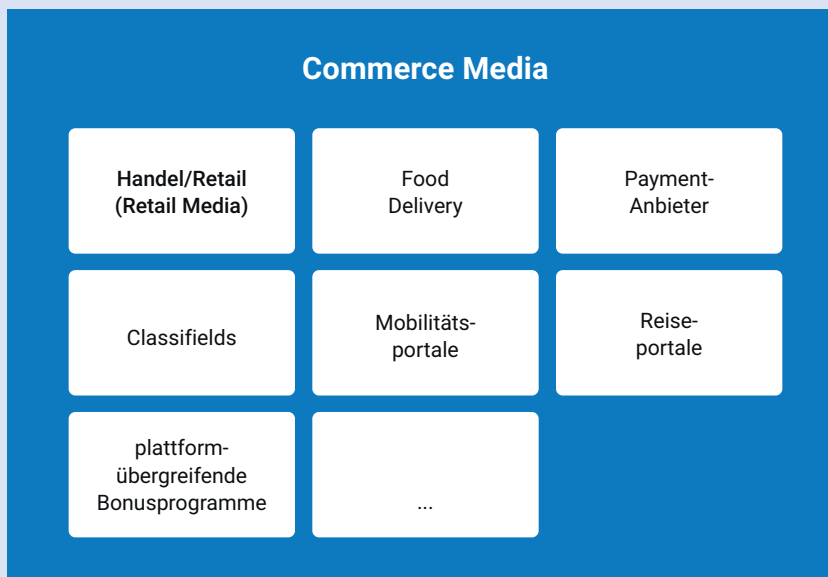 Commerce Media
Handel/Retail
(Retail Media)
Food
Delivery
Payment-
Anbieter
Classifields
Mobilitäts-
portale
Reise-
portale
plattform-
übergreifende
Bonusprogramme
...